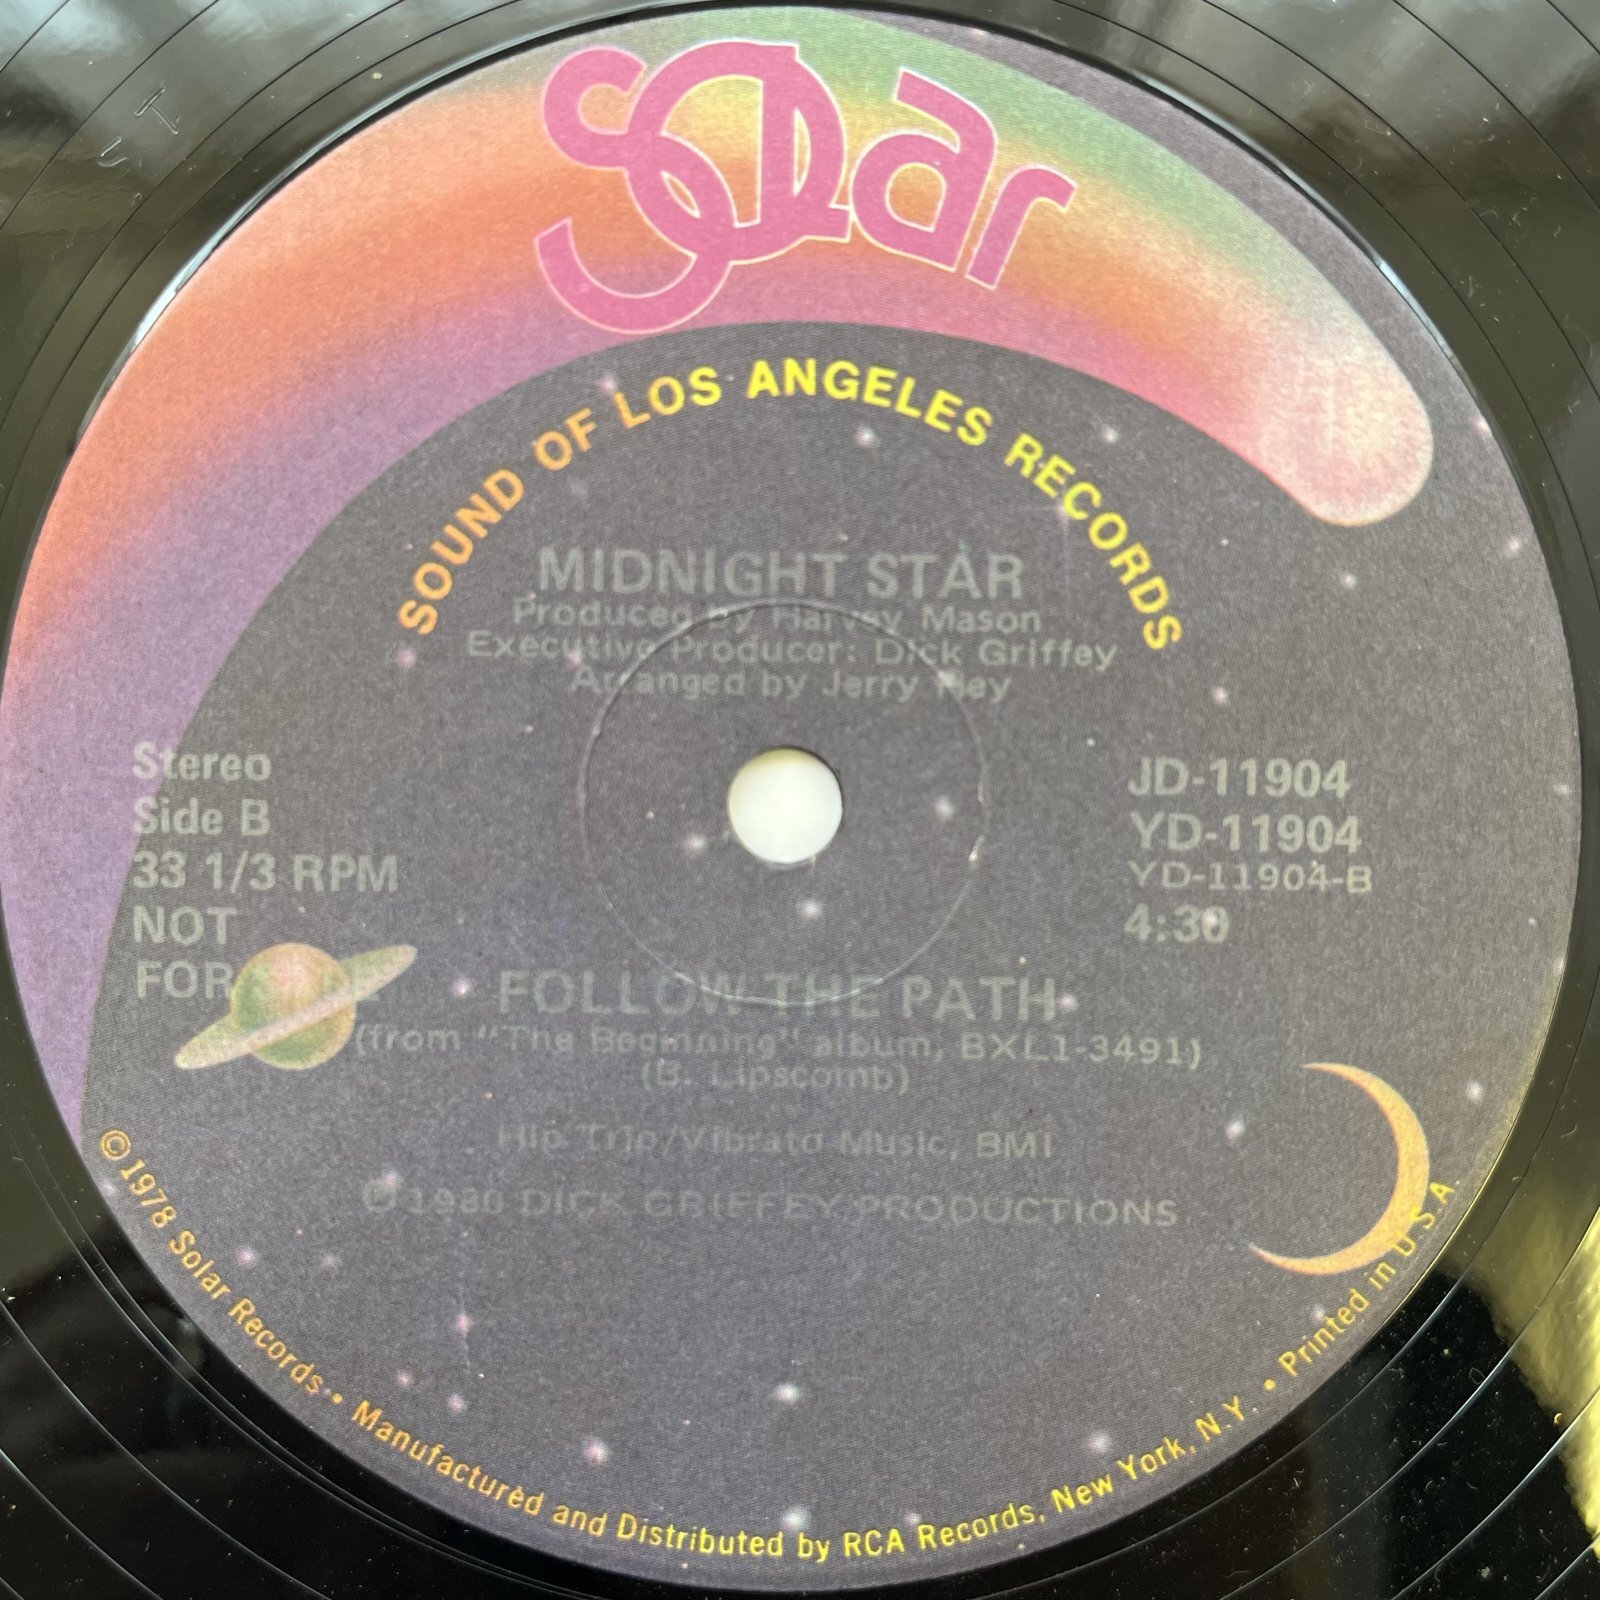 Solar
SOUND OF LOS ANGELES RECORDS
MIDNIGHT STAR
Produced by Harvey Mason
Executive Producer: Dick Griffey
Arranged by Jerry Hey
Stereo
Side B
33 1/3 RPM
NOT
FOR SALE
JD-11904
YD-11904
YD-11904-B
4:30
FOLLOW THE PATH
(from "The Beginning" album, BXL1-3491)
(B. Lipscomb)
Hip Trip/Vibrato Music, BMI
℗ 1980 DICK GRIFFEY PRODUCTIONS
© 1978 Solar Records • Manufactured and Distributed by RCA Records, New York, N.Y. • Printed in U.S.A.